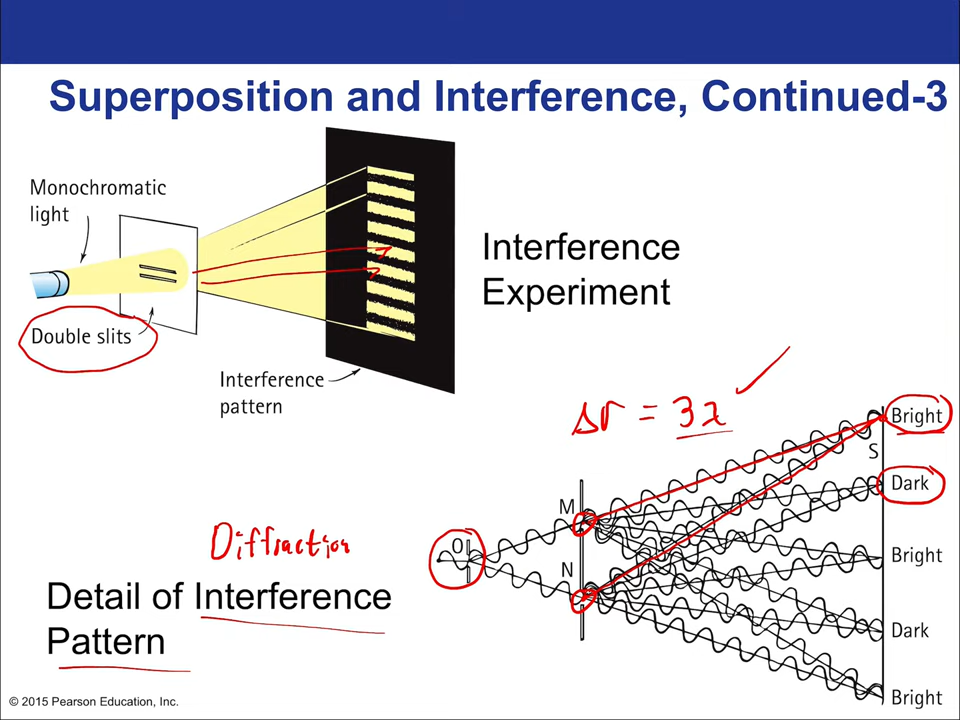 Superposition and Interference, Continued-3
Monochromatic
light
Double slits
Interference
pattern
Interference
Experiment
Δr = 3λ
Diffraction
Detail of Interference
Pattern
O
M
N
S
Bright
Dark
Bright
Dark
Bright
© 2015 Pearson Education, Inc.